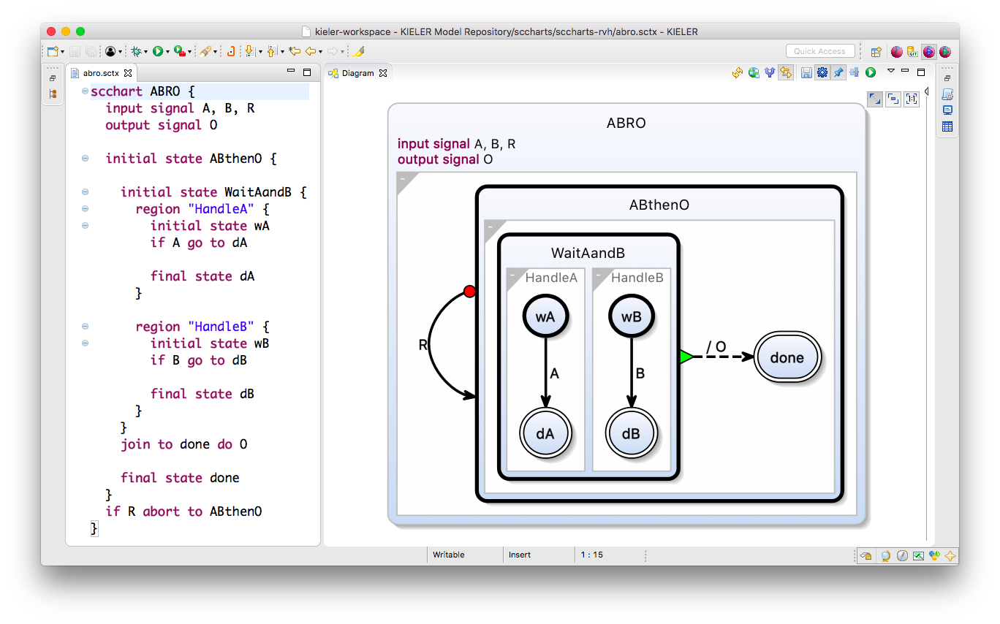 kieler-workspace - KIELER Model Repository/sccharts/sccharts-rvh/abro.sctx - KIELER
Quick Access
GIT
abro.sctx
scchart ABRO {
input signal A, B, R
output signal O
initial state ABthenO {
initial state WaitAandB {
region "HandleA" {
initial state wA
if A go to dA
final state dA
}
region "HandleB" {
initial state wB
if B go to dB
final state dB
}
}
join to done do O
final state done
}
if R abort to ABthenO
}
Diagram
[1:1]
ABRO
input signal A, B, R
output signal O
-
ABthenO
-
WaitAandB
- HandleA
- HandleB
wA
wB
R
/ O
done
A
B
dA
dB
Writable
Insert
1 : 15